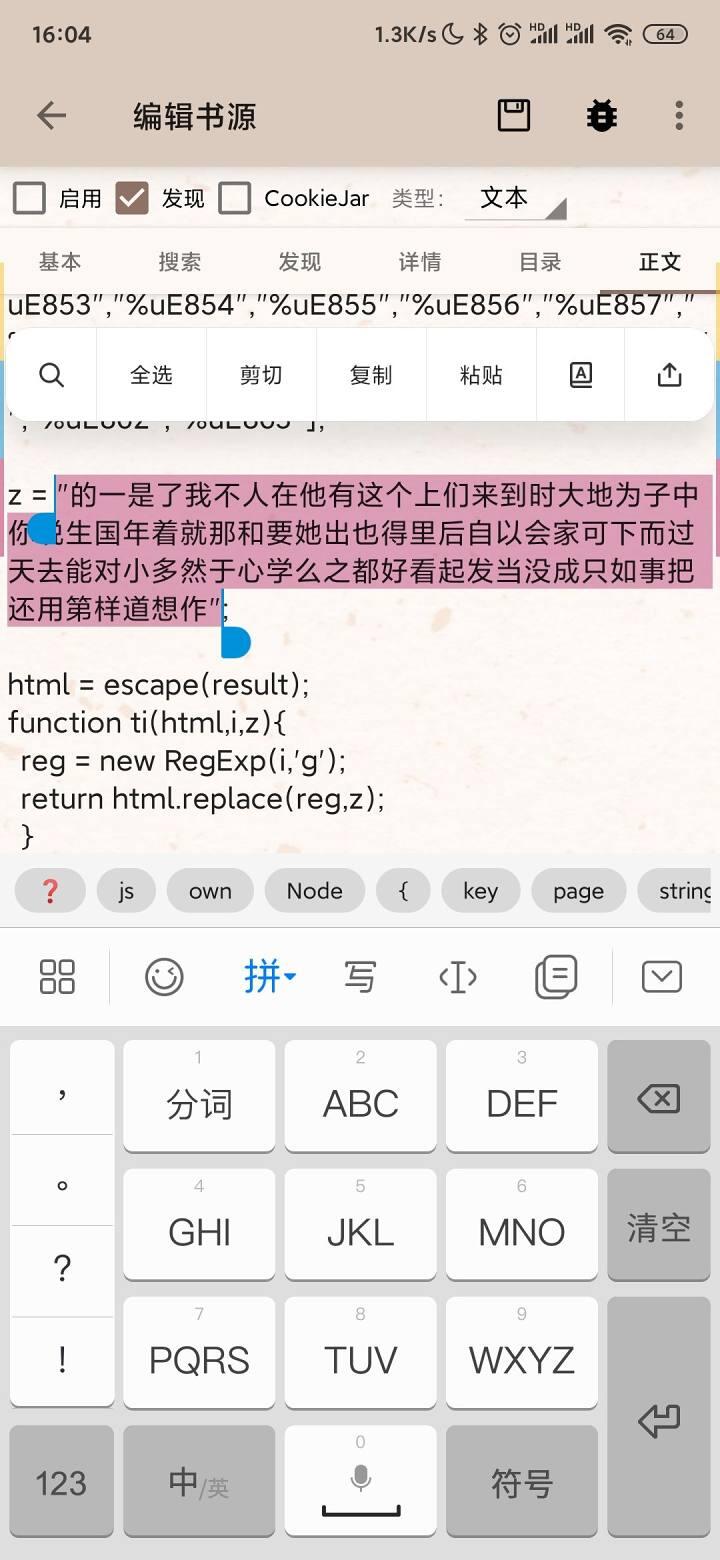 16:04 1.3K/s HD HD 64
编辑书源
启用 发现 CookieJar 类型: 文本
基本 搜索 发现 详情 目录 正文
uE853","%uE854","%uE855","%uE856","%uE857","
全选 剪切 复制 粘贴
z = "的一是了我不人在他有这个上们来到时大地为子中
你说生国年着就那和要她出也得里后自以会家可下而过
天去能对小多然于心学么之都好看起发当没成只如事把
还用第样道想作";
html = escape(result);
function ti(html,i,z){
reg = new RegExp(i,'g');
return html.replace(reg,z);
}
❓ js own Node { key page string
拼 写
, 1 分词 2 ABC 3 DEF
。 4 GHI 5 JKL 6 MNO 清空
? 7 PQRS 8 TUV 9 WXYZ
!
123 中/英 0 符号